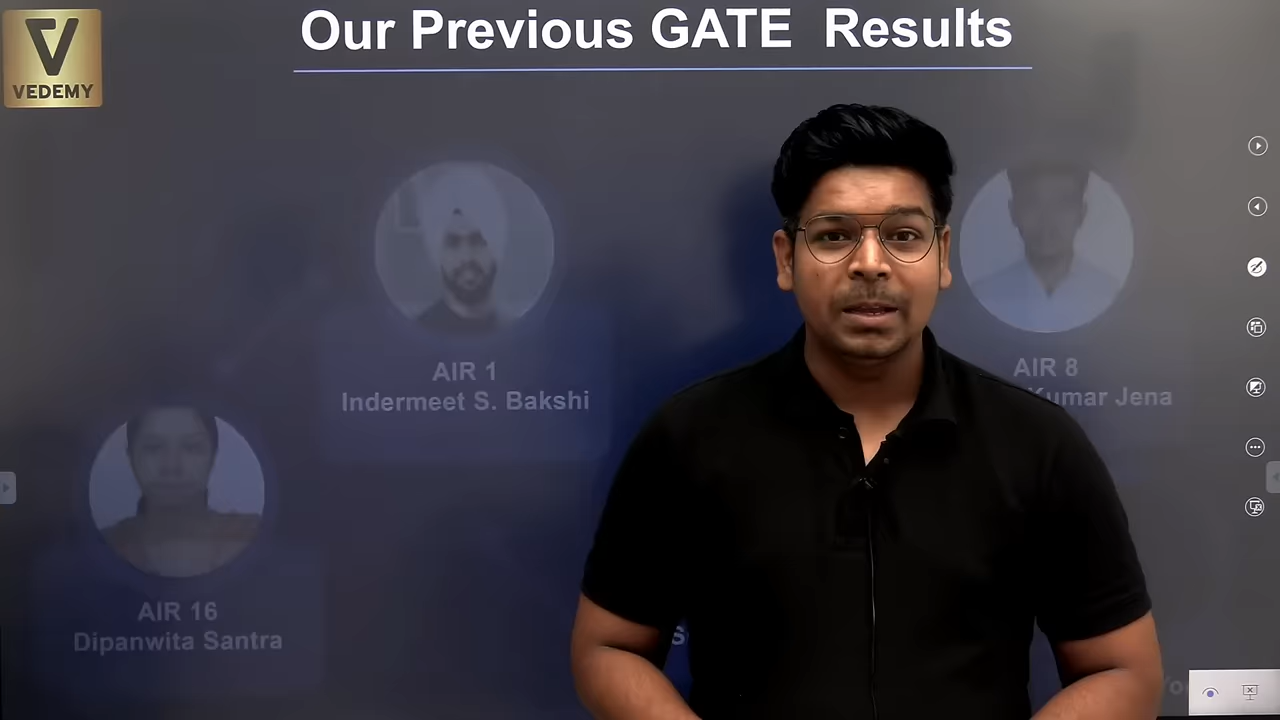 VEDEMY
Our Previous GATE Results
AIR 1
Indermeet S. Bakshi
AIR 8
Kumar Jena
AIR 16
Dipanwita Santra